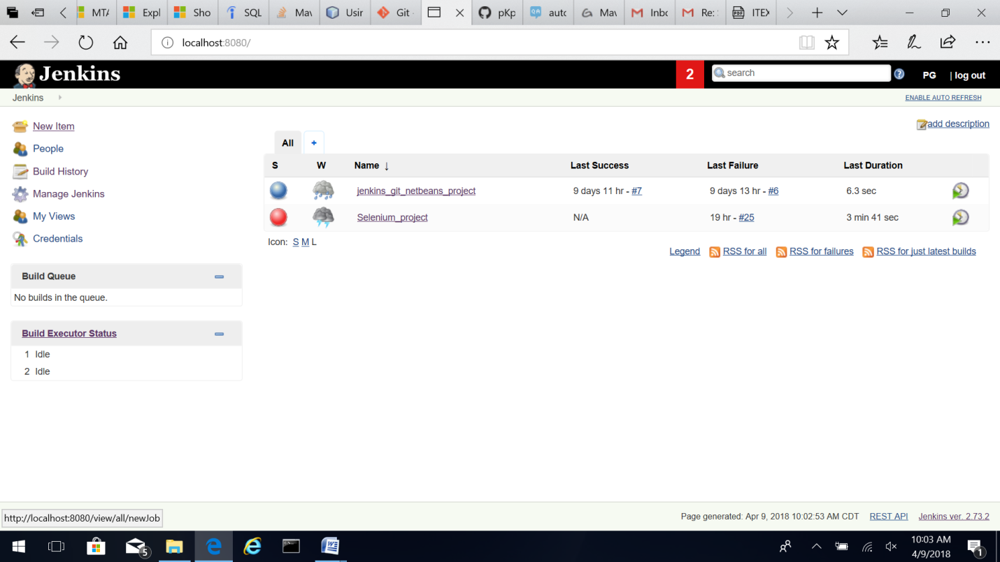 MTA Expl Sho SQL Mav Usin Git - pKp auto Mav Inbo Re: ITEX
localhost:8080/
Jenkins 2 search PG | log out
Jenkins ENABLE AUTO REFRESH
add description
New Item
People
Build History
Manage Jenkins
My Views
Credentials
All +
S W Name ↓ Last Success Last Failure Last Duration
jenkins_git_netbeans_project 9 days 11 hr - #7 9 days 13 hr - #6 6.3 sec
Selenium_project N/A 19 hr - #25 3 min 41 sec
Icon: S M L
Legend RSS for all RSS for failures RSS for just latest builds
Build Queue
No builds in the queue.
Build Executor Status
1 Idle
2 Idle
Page generated: Apr 9, 2018 10:02:53 AM CDT REST API Jenkins ver. 2.73.2
http://localhost:8080/view/all/newJob
5
10:03 AM
4/9/2018
1